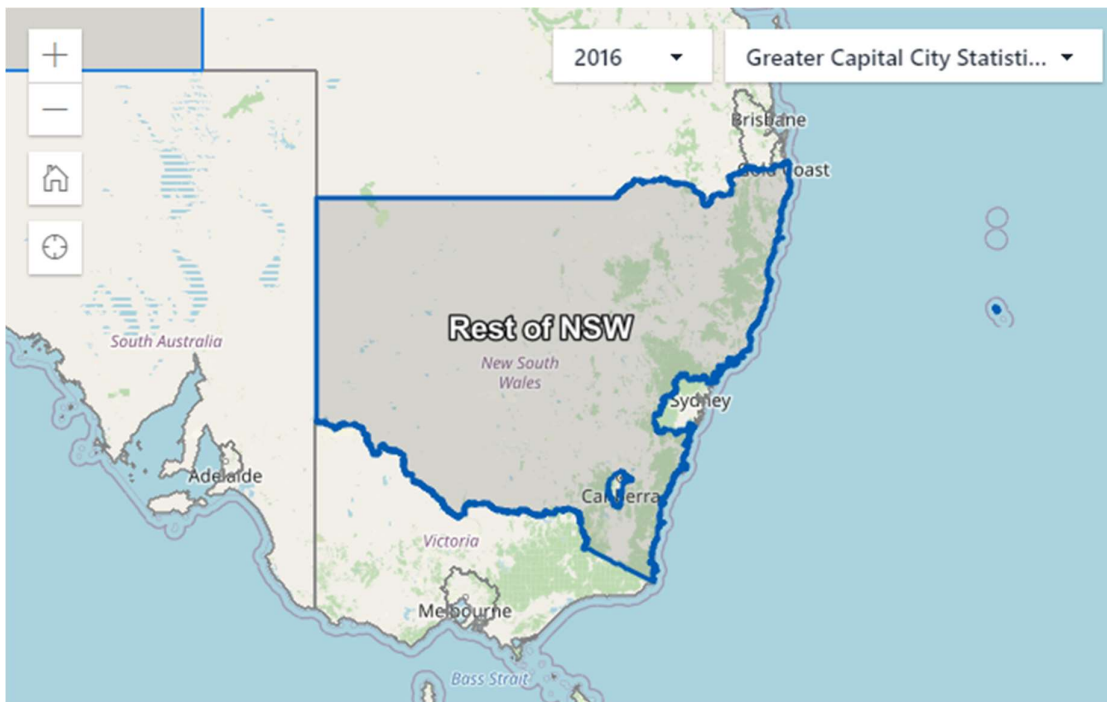 2016
Greater Capital City Statisti...
Brisbane
Gold Coast
Rest of NSW
South Australia
New South
Wales
Sydney
Adelaide
Canberra
Victoria
Melbourne
Bass Strait